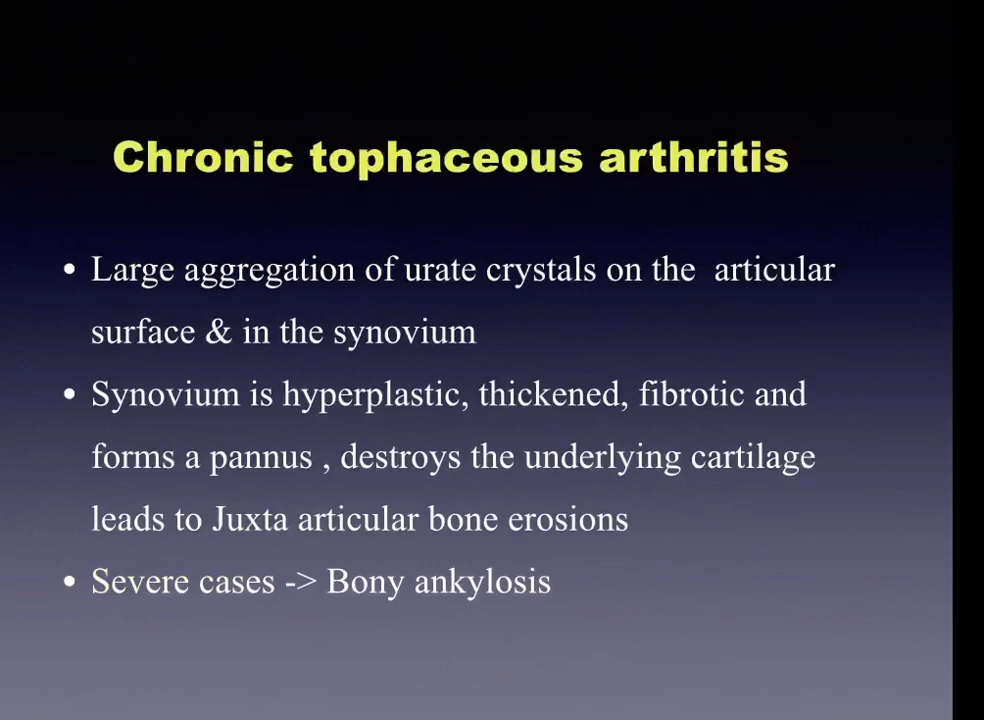 Chronic tophaceous arthritis
• Large aggregation of urate crystals on the articular
surface & in the synovium
• Synovium is hyperplastic, thickened, fibrotic and
forms a pannus , destroys the underlying cartilage
leads to Juxta articular bone erosions
• Severe cases -> Bony ankylosis